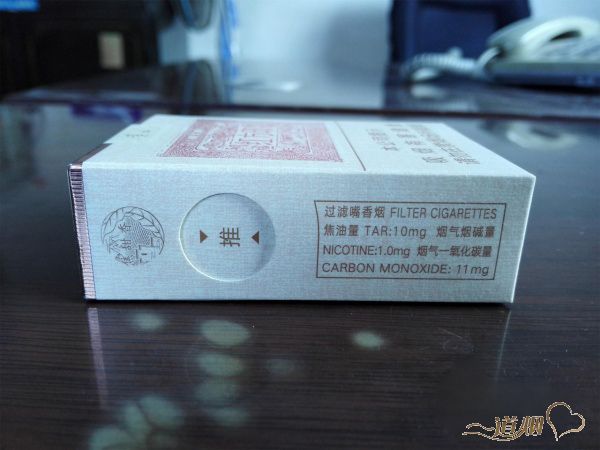 推
过滤嘴香烟 FILTER CIGARETTES
焦油量 TAR:10mg 烟气烟碱量
NICOTINE:1.0mg 烟气一氧化碳量
CARBON MONOXIDE: 11mg
一道烟